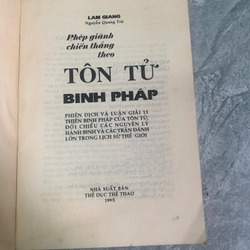 LAM GIANG
Nguyễn Quang Trứ
Phép giành
chiến thắng
theo
TÔN TỬ
BINH PHÁP
PHIÊN DỊCH VÀ LUẬN GIẢI 13
THIÊN BINH PHÁP CỦA TÔN TỬ,
ĐỐI CHIẾU CÁC NGUYÊN LÝ
HÀNH BINH VÀ CÁC TRẬN ĐÁNH
LỚN TRONG LỊCH SỬ THẾ GIỚI
NHÀ XUẤT BẢN
THỂ DỤC THỂ THAO
1995